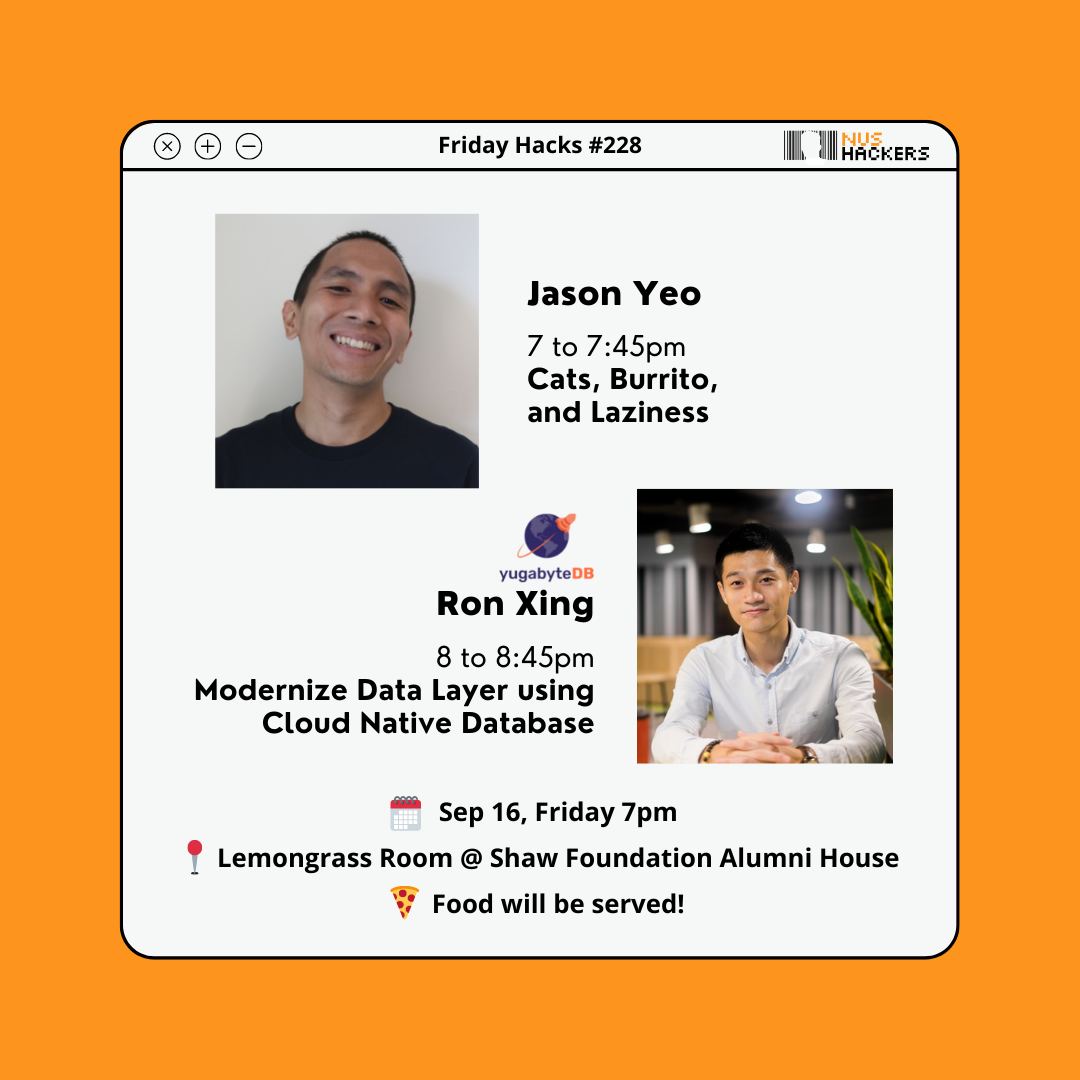 Friday Hacks #228
NUS
HACKERS
Jason Yeo
7 to 7:45pm
Cats, Burrito,
and Laziness
yugabyteDB
Ron Xing
8 to 8:45pm
Modernize Data Layer using
Cloud Native Database
Sep 16, Friday 7pm
Lemongrass Room @ Shaw Foundation Alumni House
Food will be served!